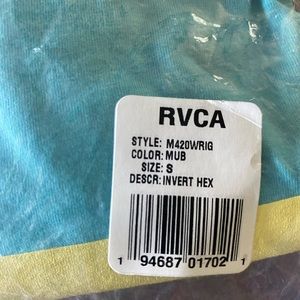 RVCA
STYLE: M420WRIG
COLOR: MUB
SIZE: S
DESCR: INVERT HEX
1 94687 01702 1